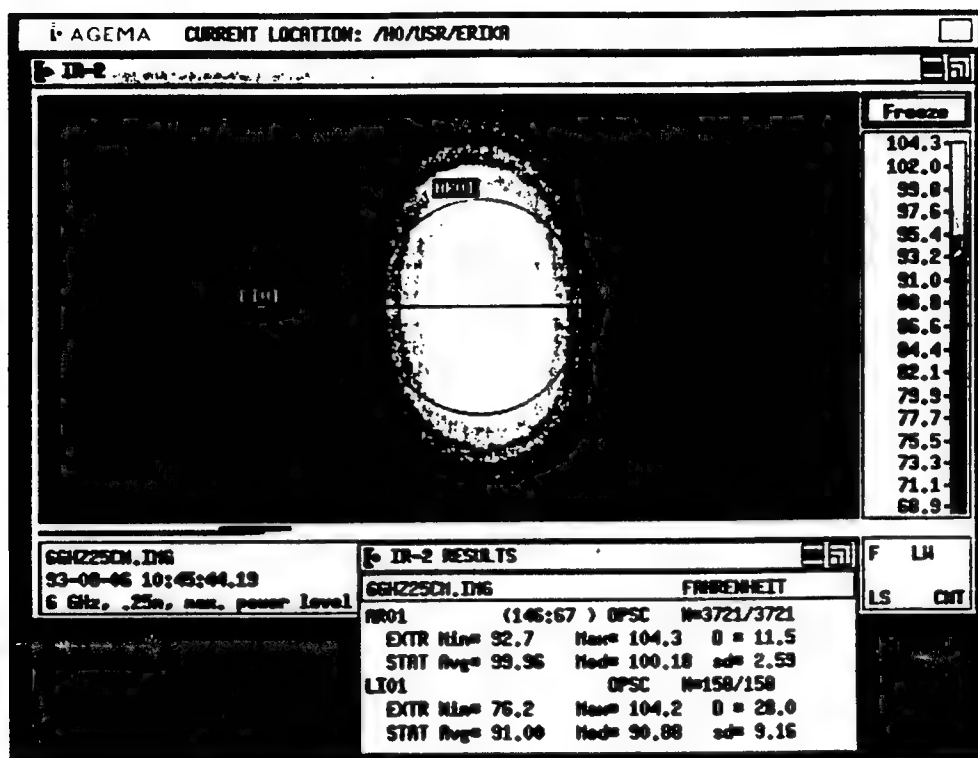 AGEMA CURRENT LOCATION: /H0/USR/ERIKA
IR-2
Freeze
104.3
102.0
99.8
97.6
95.4
93.2
91.0
88.8
86.6
84.4
82.1
79.9
77.7
75.5
73.3
71.1
68.9
AR01
LI01
6GHZ25CM.IMG
93-08-06 10:45:44.19
6 GHz, .25m, max. power level
IR-2 RESULTS
6GHZ25CM.IMG FAHRENHEIT
AR01 (146:67 ) OPSC N=3721/3721
EXTR Min= 92.7 Max= 104.3 D = 11.5
STAT Avg= 99.96 Med= 100.18 sd= 2.59
LI01 OPSC N=158/158
EXTR Min= 76.2 Max= 104.2 D = 28.0
STAT Avg= 91.00 Med= 90.88 sd= 9.16
F LW
LS CNT